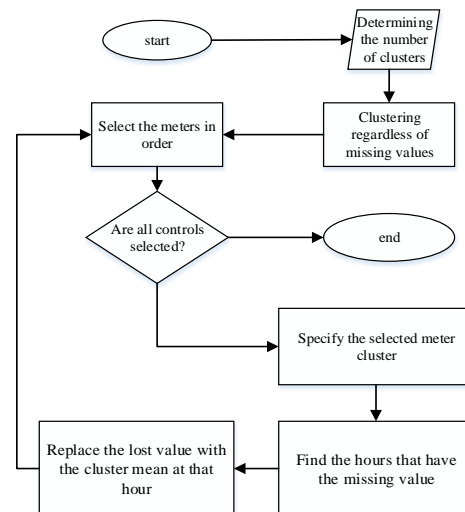 start
Determining
the number
of clusters
Clustering
regardless of
missing values
Select the meters in
order
Are all controls
selected?
end
Specify the selected meter
cluster
Find the hours that have
the missing value
Replace the lost value with
the cluster mean at that
hour